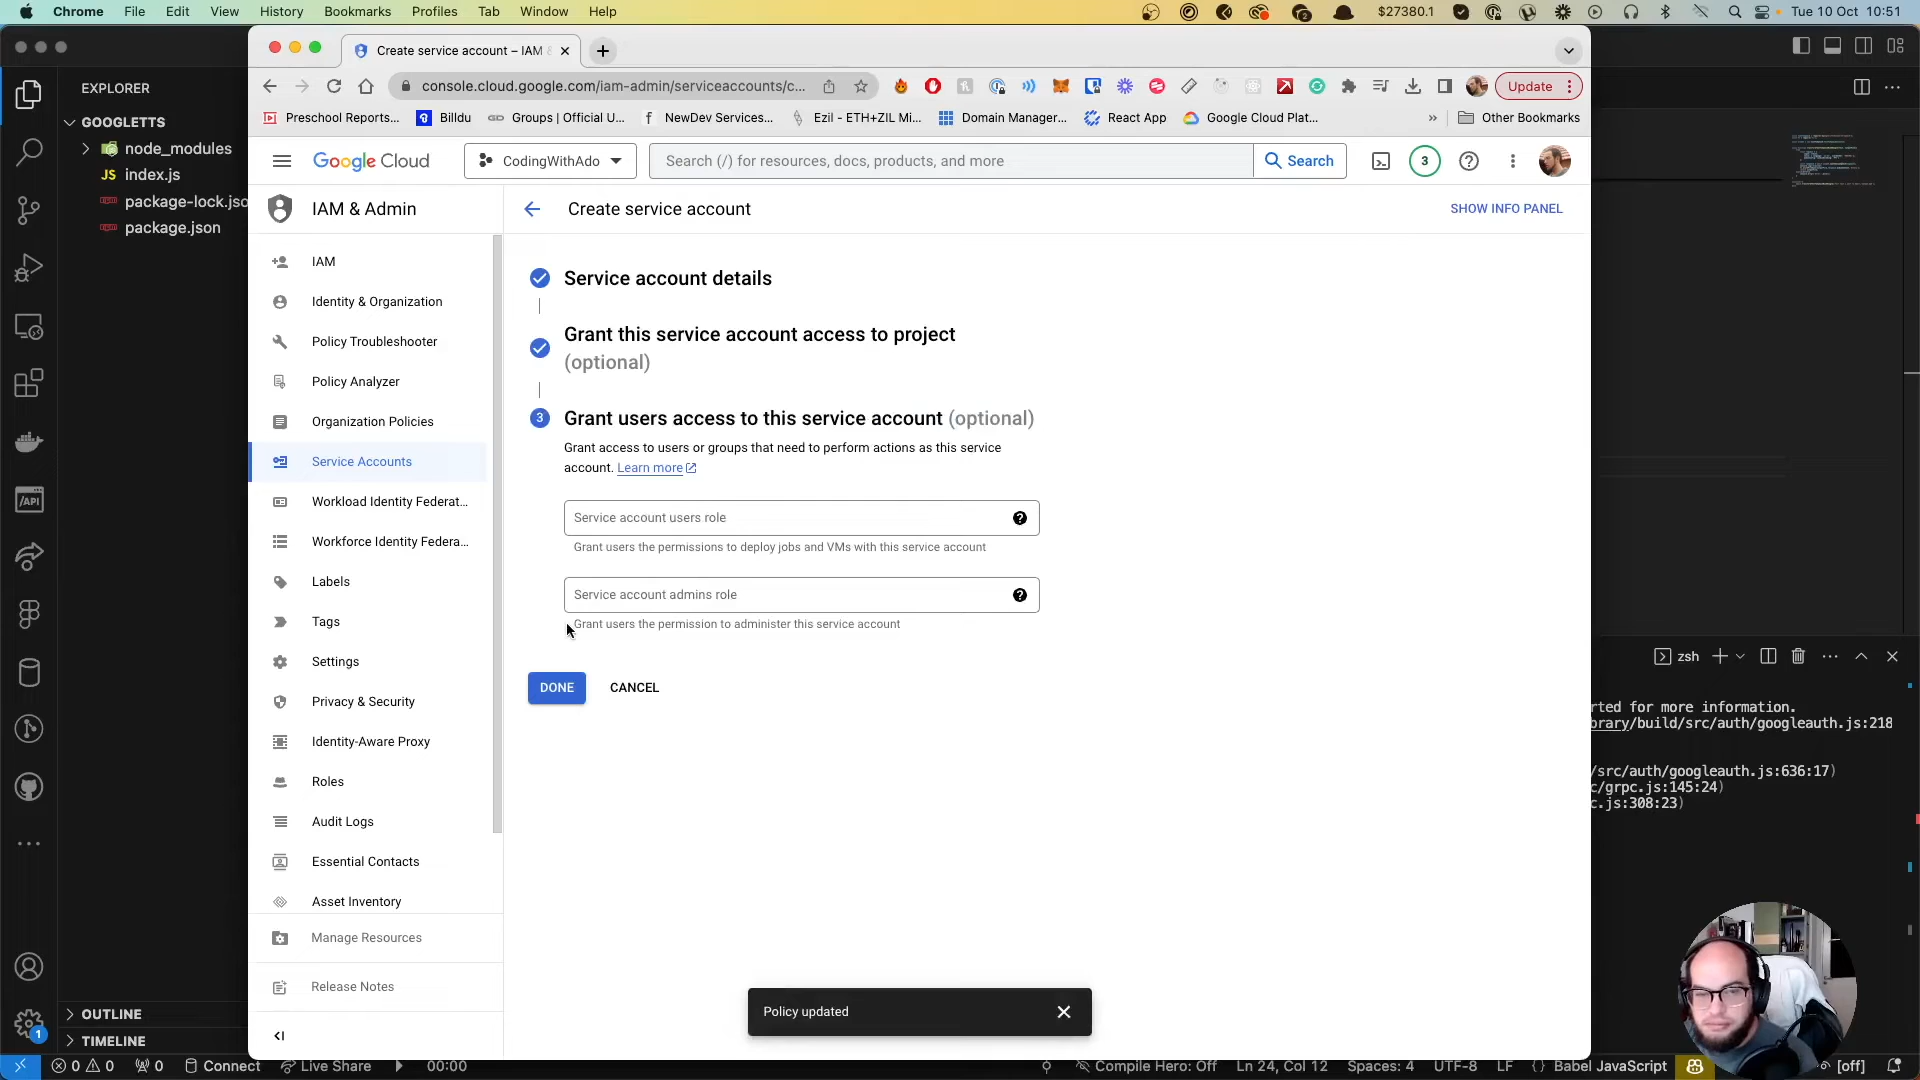 Chrome File Edit View History Bookmarks Profiles Tab Window Help
2 $27380.1 Tue 10 Oct 10:51
Create service account – IAM &
console.cloud.google.com/iam-admin/serviceaccounts/c...
Update
Preschool Reports... Billdu Groups | Official U... NewDev Services... Ezil - ETH+ZIL Mi... Domain Manager... React App Google Cloud Plat... » Other Bookmarks
Google Cloud CodingWithAdo Search (/) for resources, docs, products, and more Search 3
EXPLORER
GOOGLETTS
node_modules
JS index.js
package-lock.jso
package.json
IAM & Admin
Create service account
SHOW INFO PANEL
IAM
Identity & Organization
Policy Troubleshooter
Policy Analyzer
Organization Policies
Service Accounts
Workload Identity Federat...
Workforce Identity Federa...
Labels
Tags
Settings
Privacy & Security
Identity-Aware Proxy
Roles
Audit Logs
Essential Contacts
Asset Inventory
Manage Resources
Release Notes
Service account details
Grant this service account access to project
(optional)
3 Grant users access to this service account (optional)
Grant access to users or groups that need to perform actions as this service
account. Learn more
Service account users role
Grant users the permissions to deploy jobs and VMs with this service account
Service account admins role
Grant users the permission to administer this service account
DONE CANCEL
Policy updated
/API
zsh
rted for more information.
brary/build/src/auth/googleauth.js:218
/src/auth/googleauth.js:636:17)
c/grpc.js:145:24)
c.js:308:23)
OUTLINE
TIMELINE
1
0 0 0 Connect Live Share 00:00 Compile Hero: Off Ln 24, Col 12 Spaces: 4 UTF-8 LF {} Babel JavaScript [off]